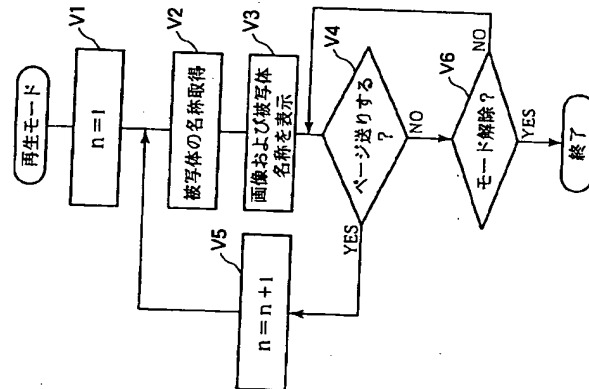 再生モード
V1
n=1
V2
被写体の名称取得
V3
画像および被写体
名称を表示
V4
ページ送りする
?
YES
NO
V5
n=n+1
V6
モード解除?
NO
YES
終了